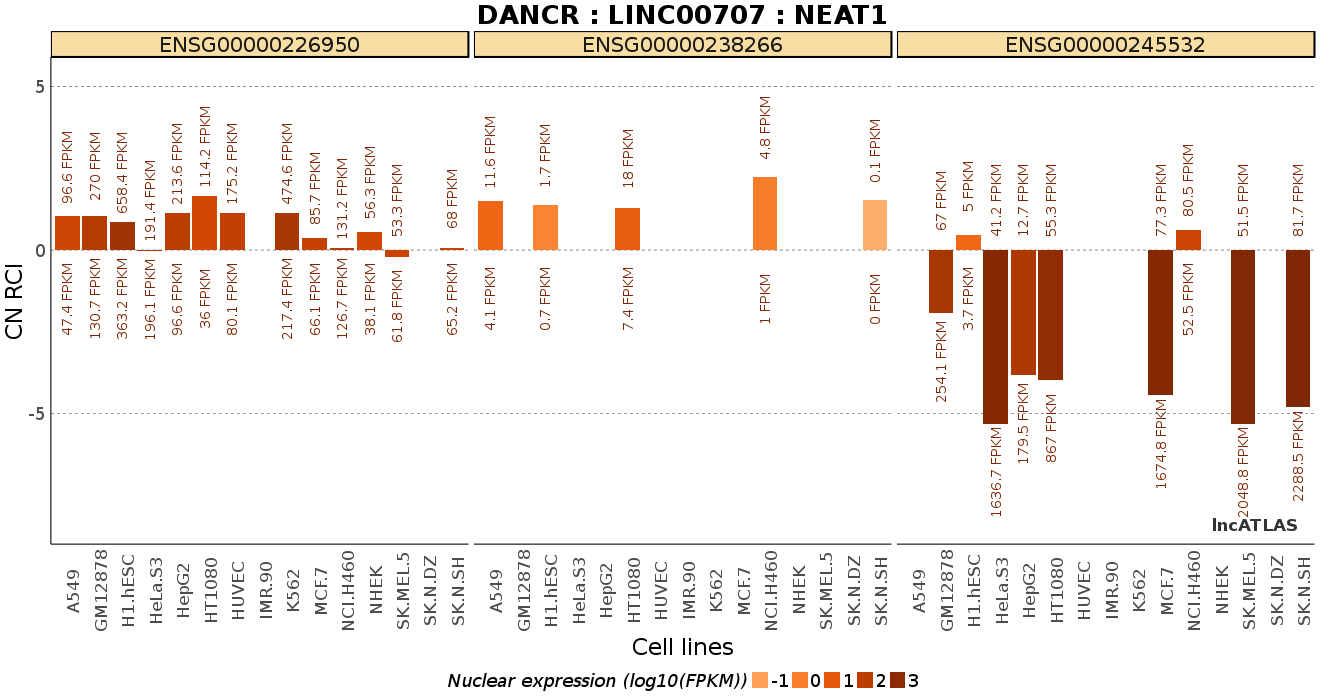 DANCR : LINC00707 : NEAT1
ENSG00000226950 ENSG00000238266 ENSG00000245532
CN RCI
5
0
-5
96.6 FPKM 270 FPKM 658.4 FPKM 191.4 FPKM 213.6 FPKM 114.2 FPKM 175.2 FPKM 474.6 FPKM 85.7 FPKM 131.2 FPKM 56.3 FPKM 53.3 FPKM 68 FPKM
47.4 FPKM 130.7 FPKM 363.2 FPKM 196.1 FPKM 96.6 FPKM 36 FPKM 80.1 FPKM 217.4 FPKM 66.1 FPKM 126.7 FPKM 38.1 FPKM 61.8 FPKM 65.2 FPKM
11.6 FPKM 1.7 FPKM 18 FPKM 4.8 FPKM 0.1 FPKM
4.1 FPKM 0.7 FPKM 7.4 FPKM 1 FPKM 0 FPKM
67 FPKM 5 FPKM 41.2 FPKM 12.7 FPKM 55.3 FPKM 77.3 FPKM 80.5 FPKM 51.5 FPKM 81.7 FPKM
254.1 FPKM 3.7 FPKM 1636.7 FPKM 179.5 FPKM 867 FPKM 1674.8 FPKM 52.5 FPKM 2048.8 FPKM 2288.5 FPKM
lncATLAS
A549 GM12878 H1.hESC HeLa.S3 HepG2 HT1080 HUVEC IMR.90 K562 MCF.7 NCI.H460 NHEK SK.MEL.5 SK.N.DZ SK.N.SH
A549 GM12878 H1.hESC HeLa.S3 HepG2 HT1080 HUVEC IMR.90 K562 MCF.7 NCI.H460 NHEK SK.MEL.5 SK.N.DZ SK.N.SH
A549 GM12878 H1.hESC HeLa.S3 HepG2 HT1080 HUVEC IMR.90 K562 MCF.7 NCI.H460 NHEK SK.MEL.5 SK.N.DZ SK.N.SH
Cell lines
Nuclear expression (log10(FPKM)) -1 0 1 2 3